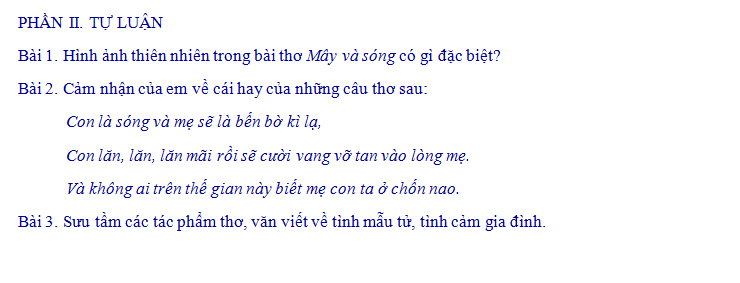 PHẦN II. TỰ LUẬN
Bài 1. Hình ảnh thiên nhiên trong bài thơ Mây và sóng có gì đặc biệt?
Bài 2. Cảm nhận của em về cái hay của những câu thơ sau:
Con là sóng và mẹ sẽ là bến bờ kì lạ,
Con lăn, lăn, lăn mãi rồi sẽ cười vang vỡ tan vào lòng mẹ.
Và không ai trên thế gian này biết mẹ con ta ở chốn nao.
Bài 3. Sưu tầm các tác phẩm thơ, văn viết về tình mẫu tử, tình cảm gia đình.